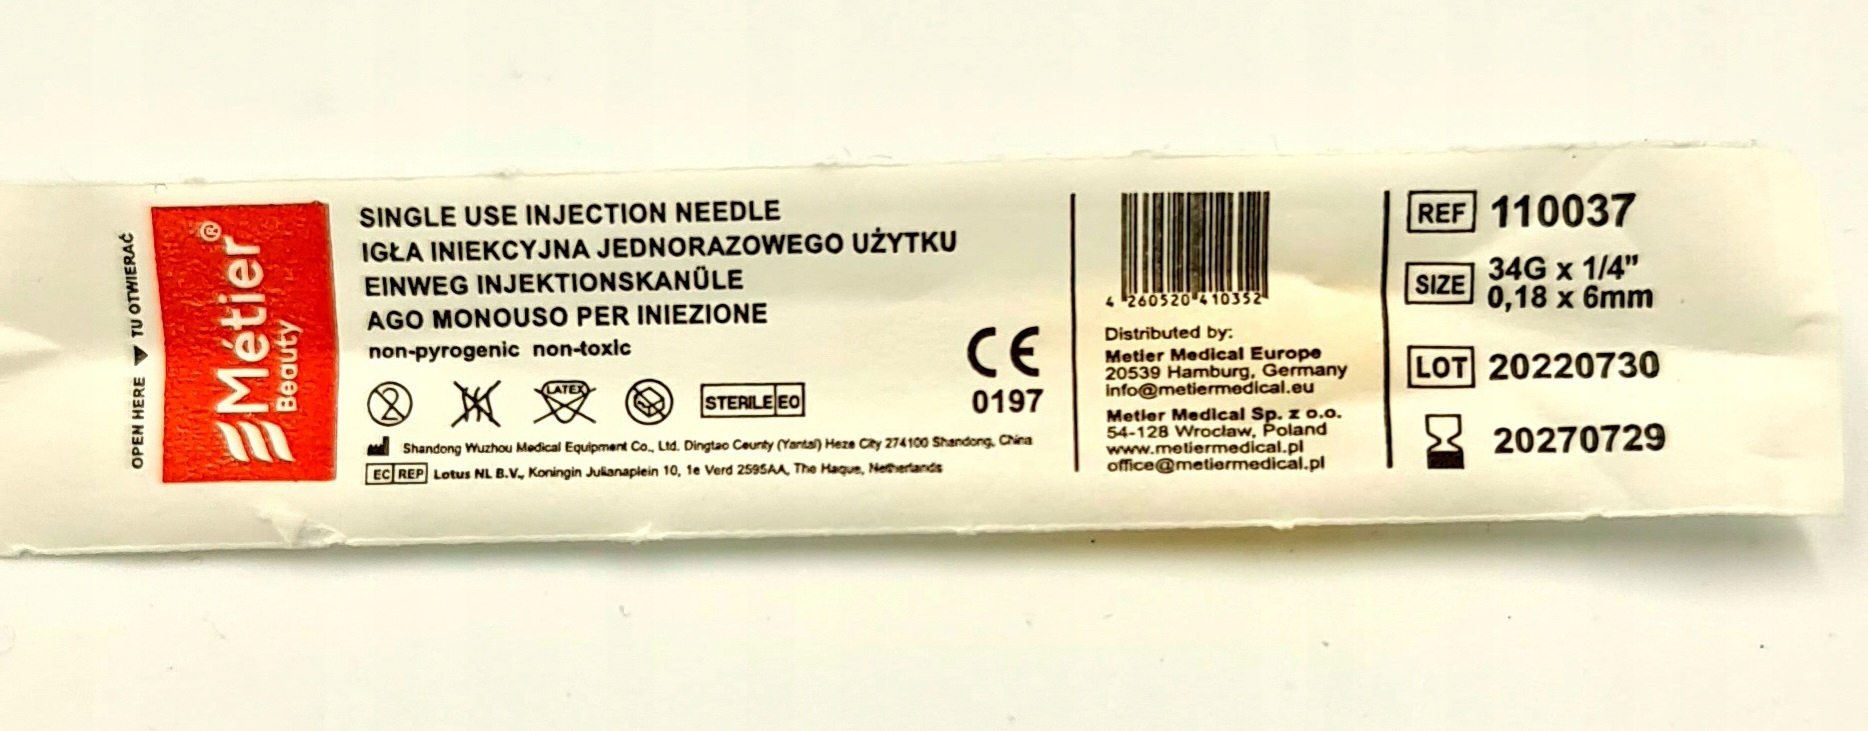 OPEN HERE ▼ TU OTWIERAĆ
Métier®
Beauty
SINGLE USE INJECTION NEEDLE
IGŁA INIEKCYJNA JEDNORAZOWEGO UŻYTKU
EINWEG INJEKTIONSKANÜLE
AGO MONOUSO PER INIEZIONE
non-pyrogenic non-toxic
2
LATEX
STERILE EO
CE
0197
Shandong Wuzhou Medical Equipment Co., Ltd. Dingtao County (Yantai) Heze City 274100 Shandong, China
EC REP Lotus NL B.V., Koningin Julianaplein 10, 1e Verd 2595AA, The Hague, Netherlands
4 260520 410352
Distributed by:
Metier Medical Europe
20539 Hamburg, Germany
info@metiermedical.eu
Metier Medical Sp. z o.o.
54-128 Wrocław, Poland
www.metiermedical.pl
office@metiermedical.pl
REF 110037
SIZE 34G x 1/4"
0,18 x 6mm
LOT 20220730
20270729